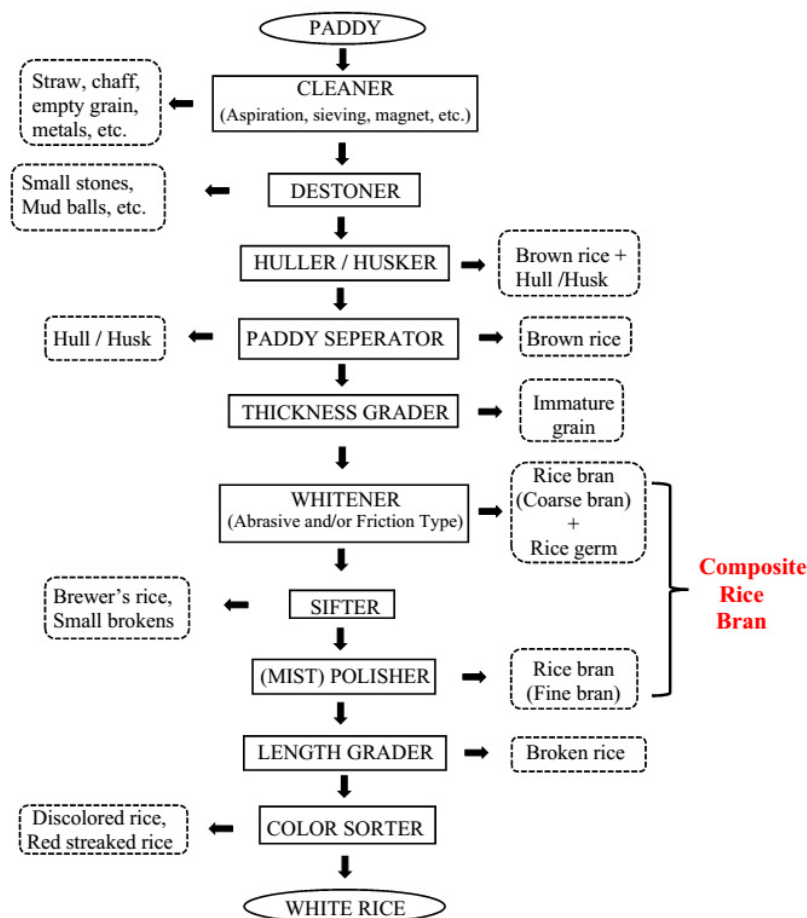 PADDY
CLEANER
(Aspiration, sieving, magnet, etc.)
Straw, chaff,
empty grain,
metals, etc.
DESTONER
Small stones,
Mud balls, etc.
HULLER / HUSKER
Brown rice +
Hull /Husk
Hull / Husk
PADDY SEPERATOR
Brown rice
THICKNESS GRADER
Immature
grain
WHITENER
(Abrasive and/or Friction Type)
Rice bran
(Coarse bran)
+
Rice germ
Composite
Rice
Bran
Brewer’s rice,
Small brokens
SIFTER
(MIST) POLISHER
Rice bran
(Fine bran)
LENGTH GRADER
Broken rice
Discolored rice,
Red streaked rice
COLOR SORTER
WHITE RICE